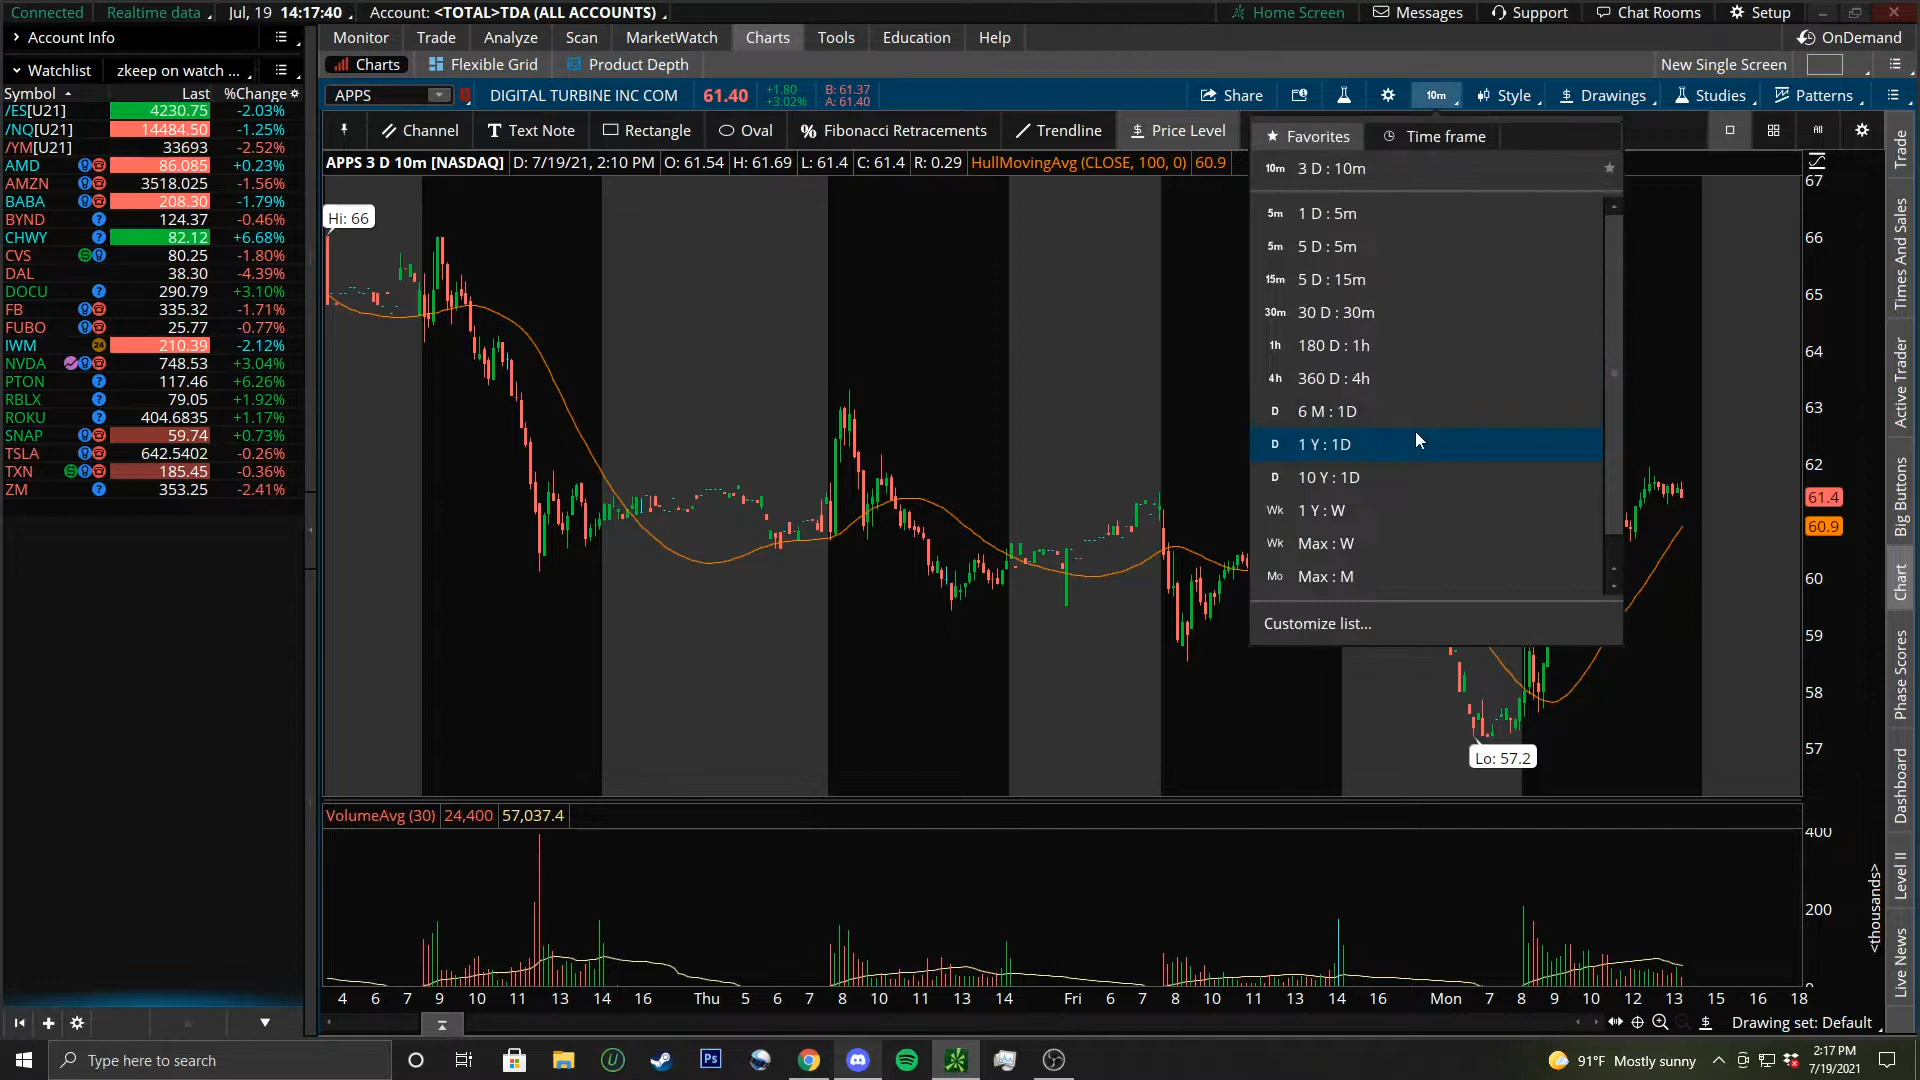 Connected Realtime data Jul, 19 14:17:40 Account: <TOTAL>TDA (ALL ACCOUNTS) Home Screen Messages Support Chat Rooms Setup
Account Info
Monitor Trade Analyze Scan MarketWatch Charts Tools Education Help OnDemand
Watchlist zkeep on watch ...
Charts Flexible Grid Product Depth New Single Screen
Symbol Last %Change
APPS DIGITAL TURBINE INC COM 61.40 +1.80 +3.02% B: 61.37 A: 61.40 Share 10m Style Drawings Studies Patterns
Channel Text Note Rectangle Oval Fibonacci Retracements Trendline Price Level All
APPS 3 D 10m [NASDAQ] D: 7/19/21, 2:10 PM O: 61.54 H: 61.69 L: 61.4 C: 61.4 R: 0.29 HullMovingAvg (CLOSE, 100, 0) 60.9
/ES[U21] 4230.75 -2.03%
/NQ[U21] 14484.50 -1.25%
/YM[U21] 33693 -2.52%
AMD 86.085 +0.23%
AMZN 3518.025 -1.56%
BABA 208.30 -1.79%
BYND 124.37 -0.46%
CHWY 82.12 +6.68%
CVS 80.25 -1.80%
DAL 38.30 -4.39%
DOCU 290.79 +3.10%
FB 335.32 -1.71%
FUBO 25.77 -0.77%
IWM 24 210.39 -2.12%
NVDA 748.53 +3.04%
PTON 117.46 +6.26%
RBLX 79.05 +1.92%
ROKU 404.6835 +1.17%
SNAP 59.74 +0.73%
TSLA 642.5402 -0.26%
TXN 185.45 -0.36%
ZM 353.25 -2.41%
Hi: 66
Lo: 57.2
Favorites Time frame
10m 3 D : 10m
5m 1 D : 5m
5m 5 D : 5m
15m 5 D : 15m
30m 30 D : 30m
1h 180 D : 1h
4h 360 D : 4h
D 6 M : 1D
D 1 Y : 1D
D 10 Y : 1D
Wk 1 Y : W
Wk Max : W
Mo Max : M
Customize list...
67
66
65
64
63
62
61.4
60.9
60
59
58
57
VolumeAvg (30) 24,400 57,037.4
400
200
<thousands>
4 6 7 9 10 11 13 14 16 Thu 5 6 7 8 10 11 13 14 Fri 6 7 8 10 11 13 14 16 Mon 7 8 9 10 12 13 15 16 18
Drawing set: Default
Trade
Times And Sales
Active Trader
Big Buttons
Chart
Phase Scores
Dashboard
Level II
Live News
Type here to search
Ps
91°F Mostly sunny
2:17 PM
7/19/2021